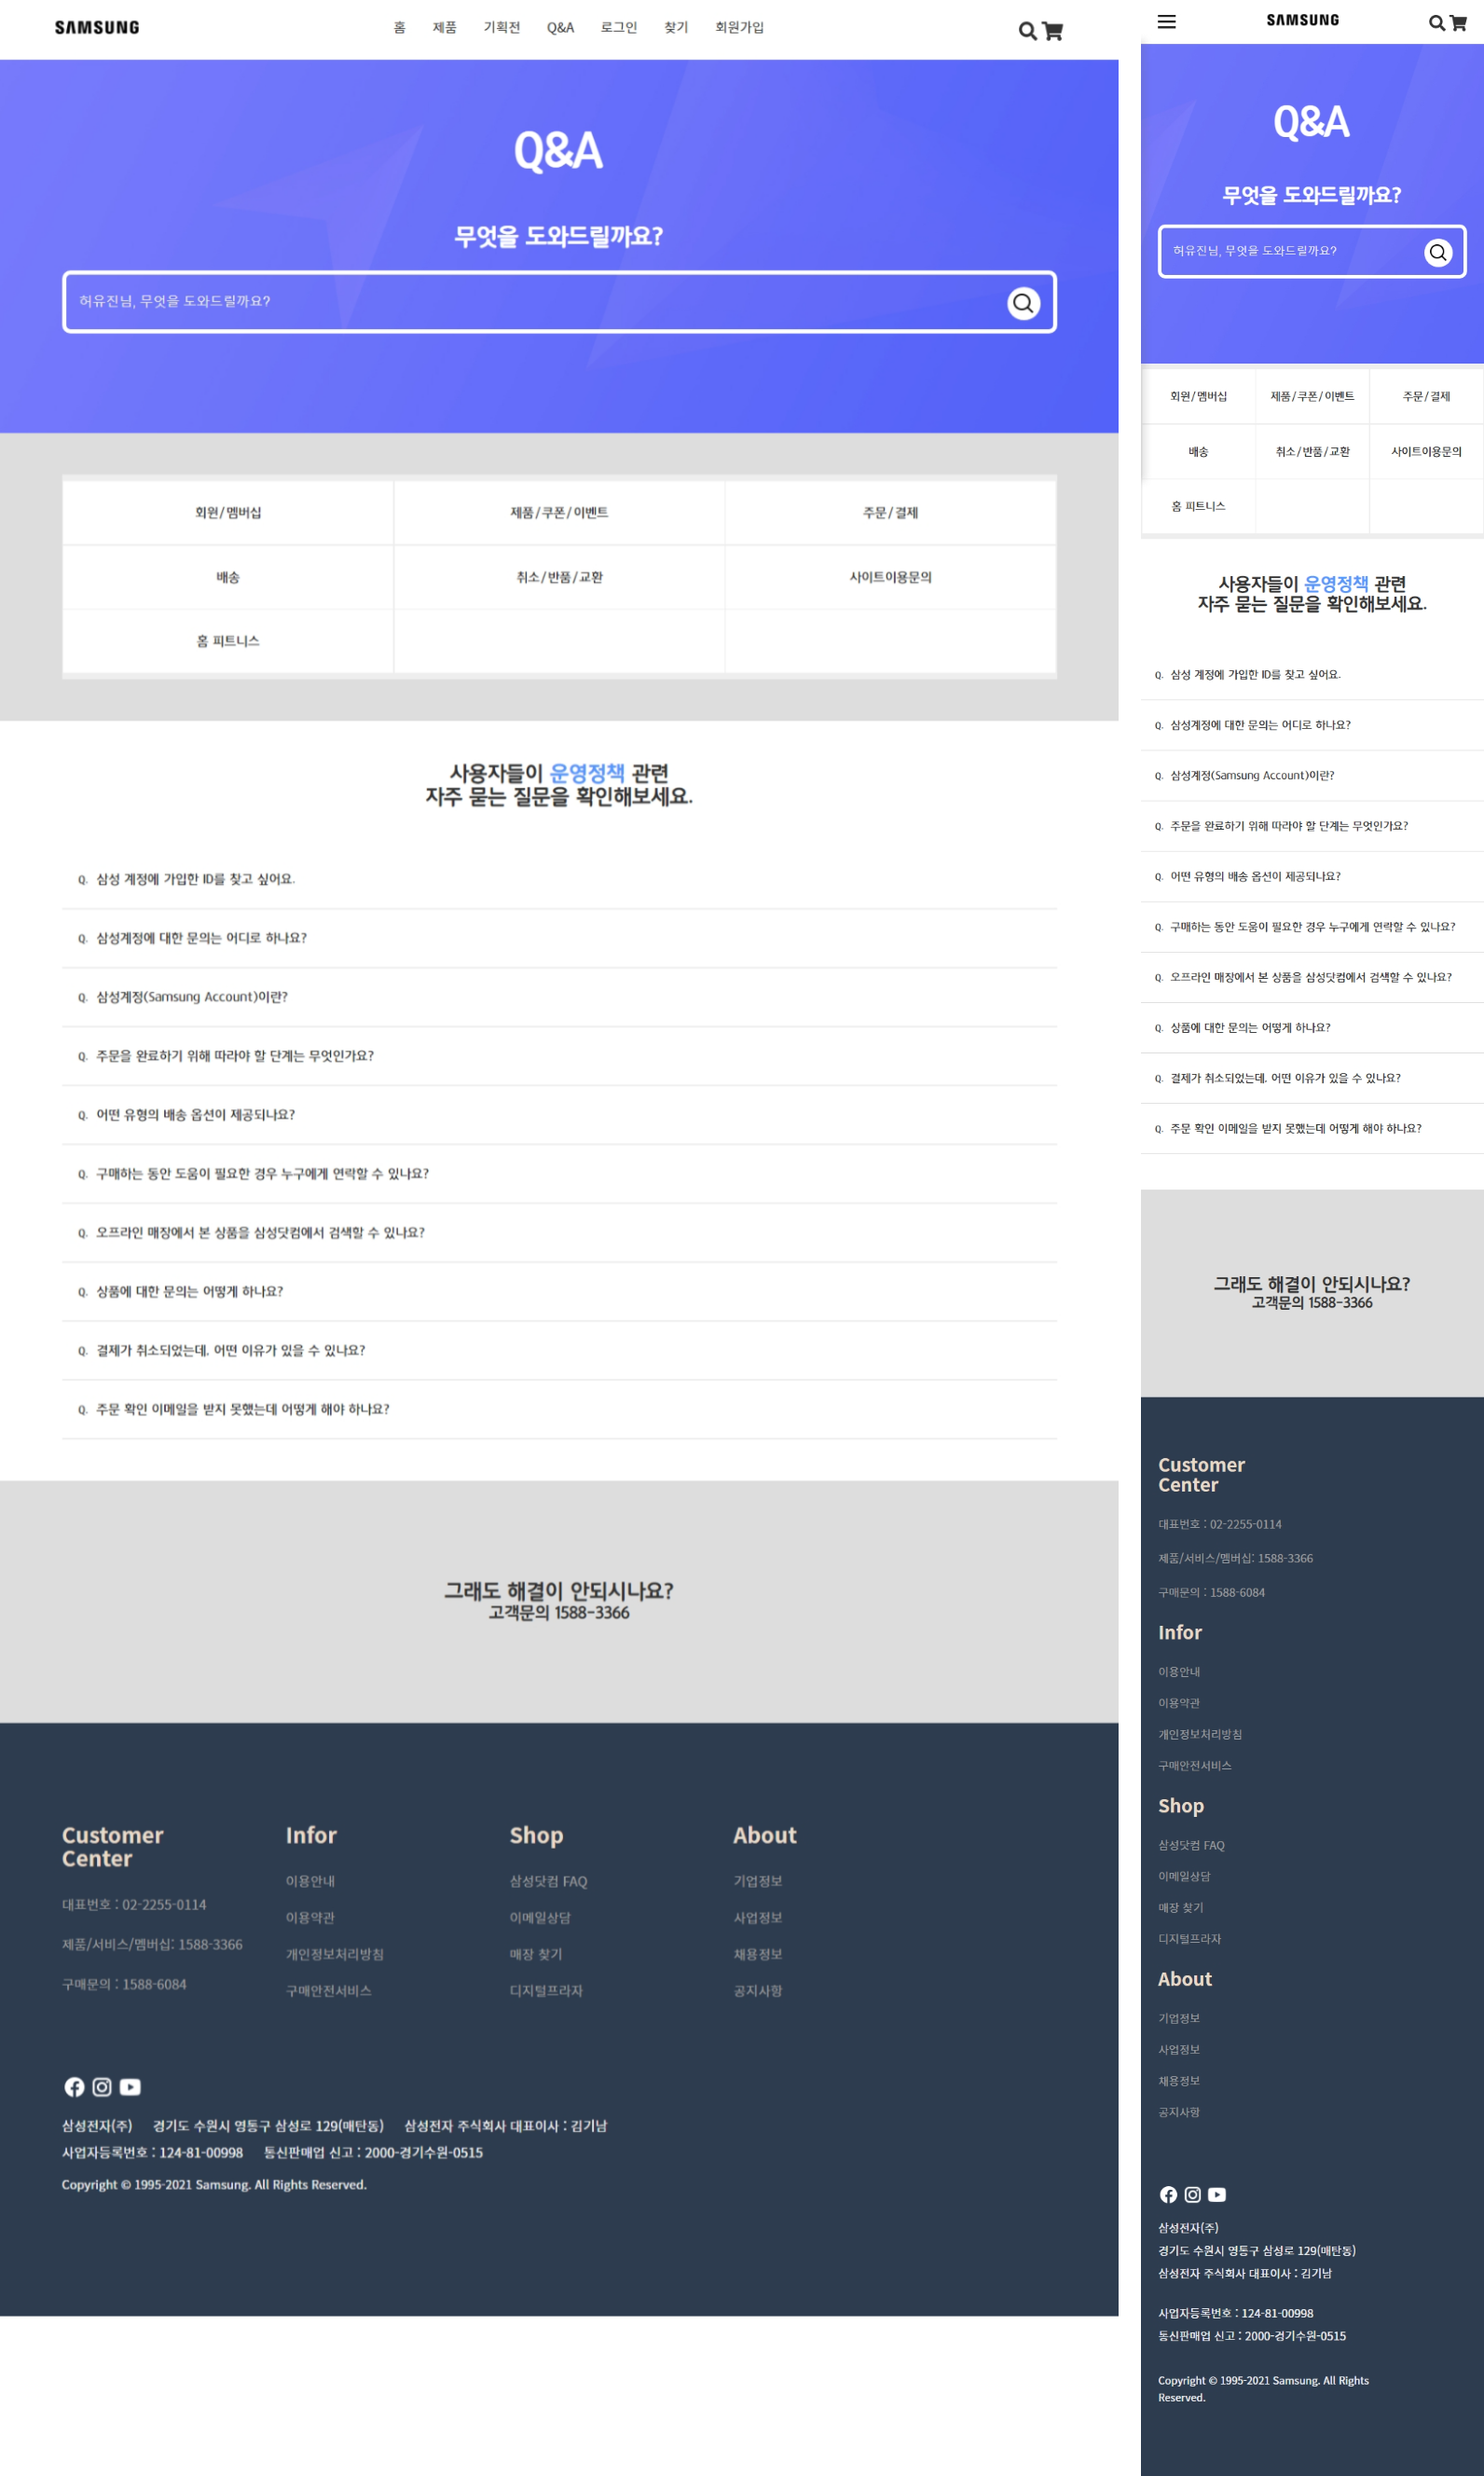 SAMSUNG
홈 제품 기획전 Q&A 로그인 찾기 회원가입
Q&A
무엇을 도와드릴까요?
허유진님, 무엇을 도와드릴까요?
회원/멤버십 제품/쿠폰/이벤트 주문/결제
배송 취소/반품/교환 사이트이용문의
홈 피트니스
사용자들이 운영정책 관련
자주 묻는 질문을 확인해보세요.
Q. 삼성 계정에 가입한 ID를 찾고 싶어요.
Q. 삼성계정에 대한 문의는 어디로 하나요?
Q. 삼성계정(Samsung Account)이란?
Q. 주문을 완료하기 위해 따라야 할 단계는 무엇인가요?
Q. 어떤 유형의 배송 옵션이 제공되나요?
Q. 구매하는 동안 도움이 필요한 경우 누구에게 연락할 수 있나요?
Q. 오프라인 매장에서 본 상품을 삼성닷컴에서 검색할 수 있나요?
Q. 상품에 대한 문의는 어떻게 하나요?
Q. 결제가 취소되었는데, 어떤 이유가 있을 수 있나요?
Q. 주문 확인 이메일을 받지 못했는데 어떻게 해야 하나요?
그래도 해결이 안되시나요?
고객문의 1588-3366
Customer
Center
대표번호 : 02-2255-0114
제품/서비스/멤버십: 1588-3366
구매문의 : 1588-6084
Infor
이용안내
이용약관
개인정보처리방침
구매안전서비스
Shop
삼성닷컴 FAQ
이메일상담
매장 찾기
디지털프라자
About
기업정보
사업정보
채용정보
공지사항
삼성전자(주) 경기도 수원시 영통구 삼성로 129(매탄동) 삼성전자 주식회사 대표이사 : 김기남
사업자등록번호 : 124-81-00998 통신판매업 신고 : 2000-경기수원-0515
Copyright © 1995-2021 Samsung. All Rights Reserved.
SAMSUNG
Q&A
무엇을 도와드릴까요?
허유진님, 무엇을 도와드릴까요?
회원/멤버십 제품/쿠폰/이벤트 주문/결제
배송 취소/반품/교환 사이트이용문의
홈 피트니스
사용자들이 운영정책 관련
자주 묻는 질문을 확인해보세요.
Q. 삼성 계정에 가입한 ID를 찾고 싶어요.
Q. 삼성계정에 대한 문의는 어디로 하나요?
Q. 삼성계정(Samsung Account)이란?
Q. 주문을 완료하기 위해 따라야 할 단계는 무엇인가요?
Q. 어떤 유형의 배송 옵션이 제공되나요?
Q. 구매하는 동안 도움이 필요한 경우 누구에게 연락할 수 있나요?
Q. 오프라인 매장에서 본 상품을 삼성닷컴에서 검색할 수 있나요?
Q. 상품에 대한 문의는 어떻게 하나요?
Q. 결제가 취소되었는데, 어떤 이유가 있을 수 있나요?
Q. 주문 확인 이메일을 받지 못했는데 어떻게 해야 하나요?
그래도 해결이 안되시나요?
고객문의 1588-3366
Customer
Center
대표번호 : 02-2255-0114
제품/서비스/멤버십: 1588-3366
구매문의 : 1588-6084
Infor
이용안내
이용약관
개인정보처리방침
구매안전서비스
Shop
삼성닷컴 FAQ
이메일상담
매장 찾기
디지털프라자
About
기업정보
사업정보
채용정보
공지사항
삼성전자(주)
경기도 수원시 영통구 삼성로 129(매탄동)
삼성전자 주식회사 대표이사 : 김기남
사업자등록번호 : 124-81-00998
통신판매업 신고 : 2000-경기수원-0515
Copyright © 1995-2021 Samsung. All Rights
Reserved.